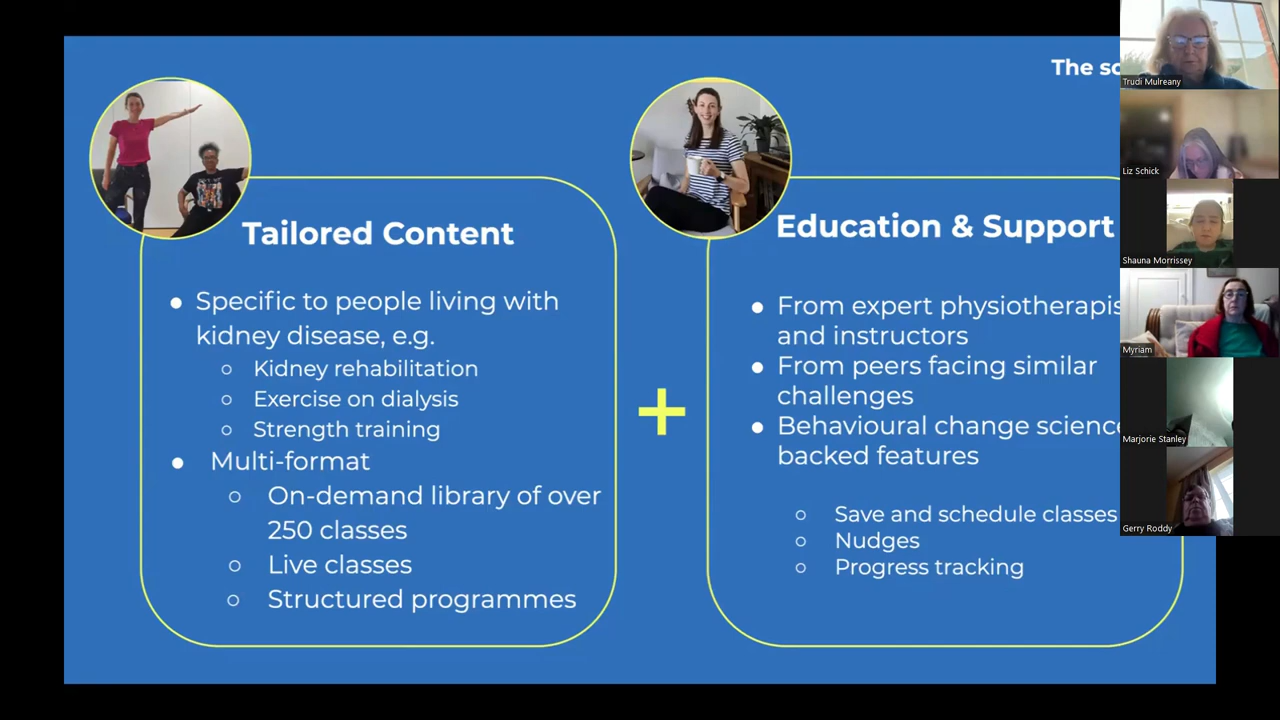 The
Tailored Content
● Specific to people living with
kidney disease, e.g.
○ Kidney rehabilitation
○ Exercise on dialysis
○ Strength training
● Multi-format
○ On-demand library of over
250 classes
○ Live classes
○ Structured programmes
+
Education & Support
● From expert
and instructors
● From peers facing similar
challenges
● Behavioural change
backed features
○ Save and schedule classes
○ Nudges
○ Progress tracking
Trudi Mulreany
Liz Schick
Shauna Morrissey
Myriam
Marjorie Stanley
Gerry Roddy